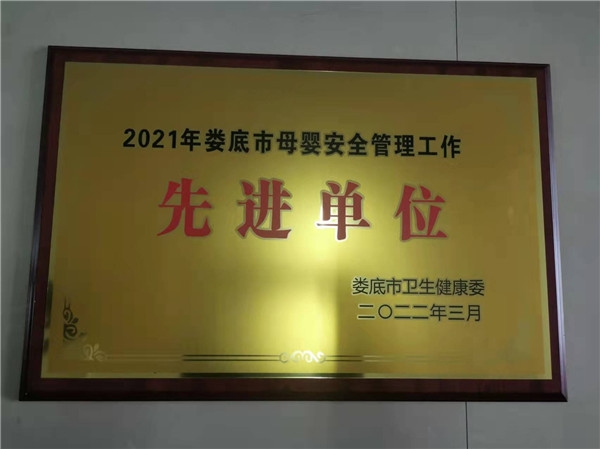 2021年娄底市母婴安全管理工作
先进单位
娄底市卫生健康委
二〇二二年三月